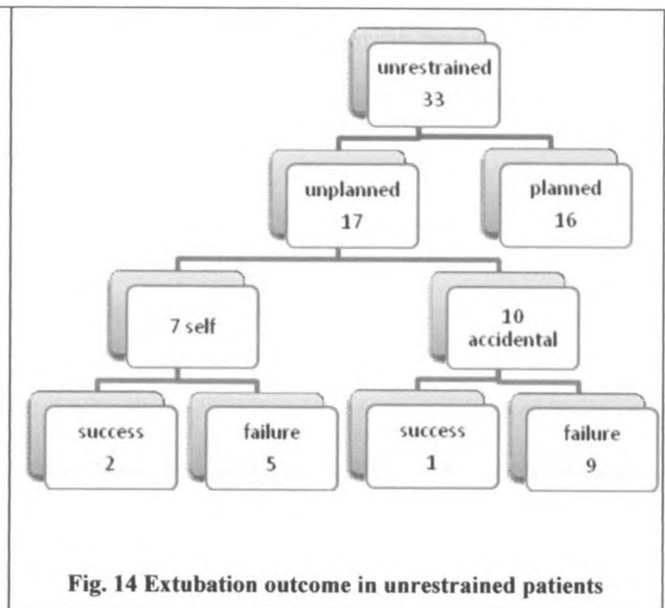 unrestrained
33
unplanned
17
planned
16
7 self
10
accidental
success
2
failure
5
success
1
failure
9
Fig. 14 Extubation outcome in unrestrained patients